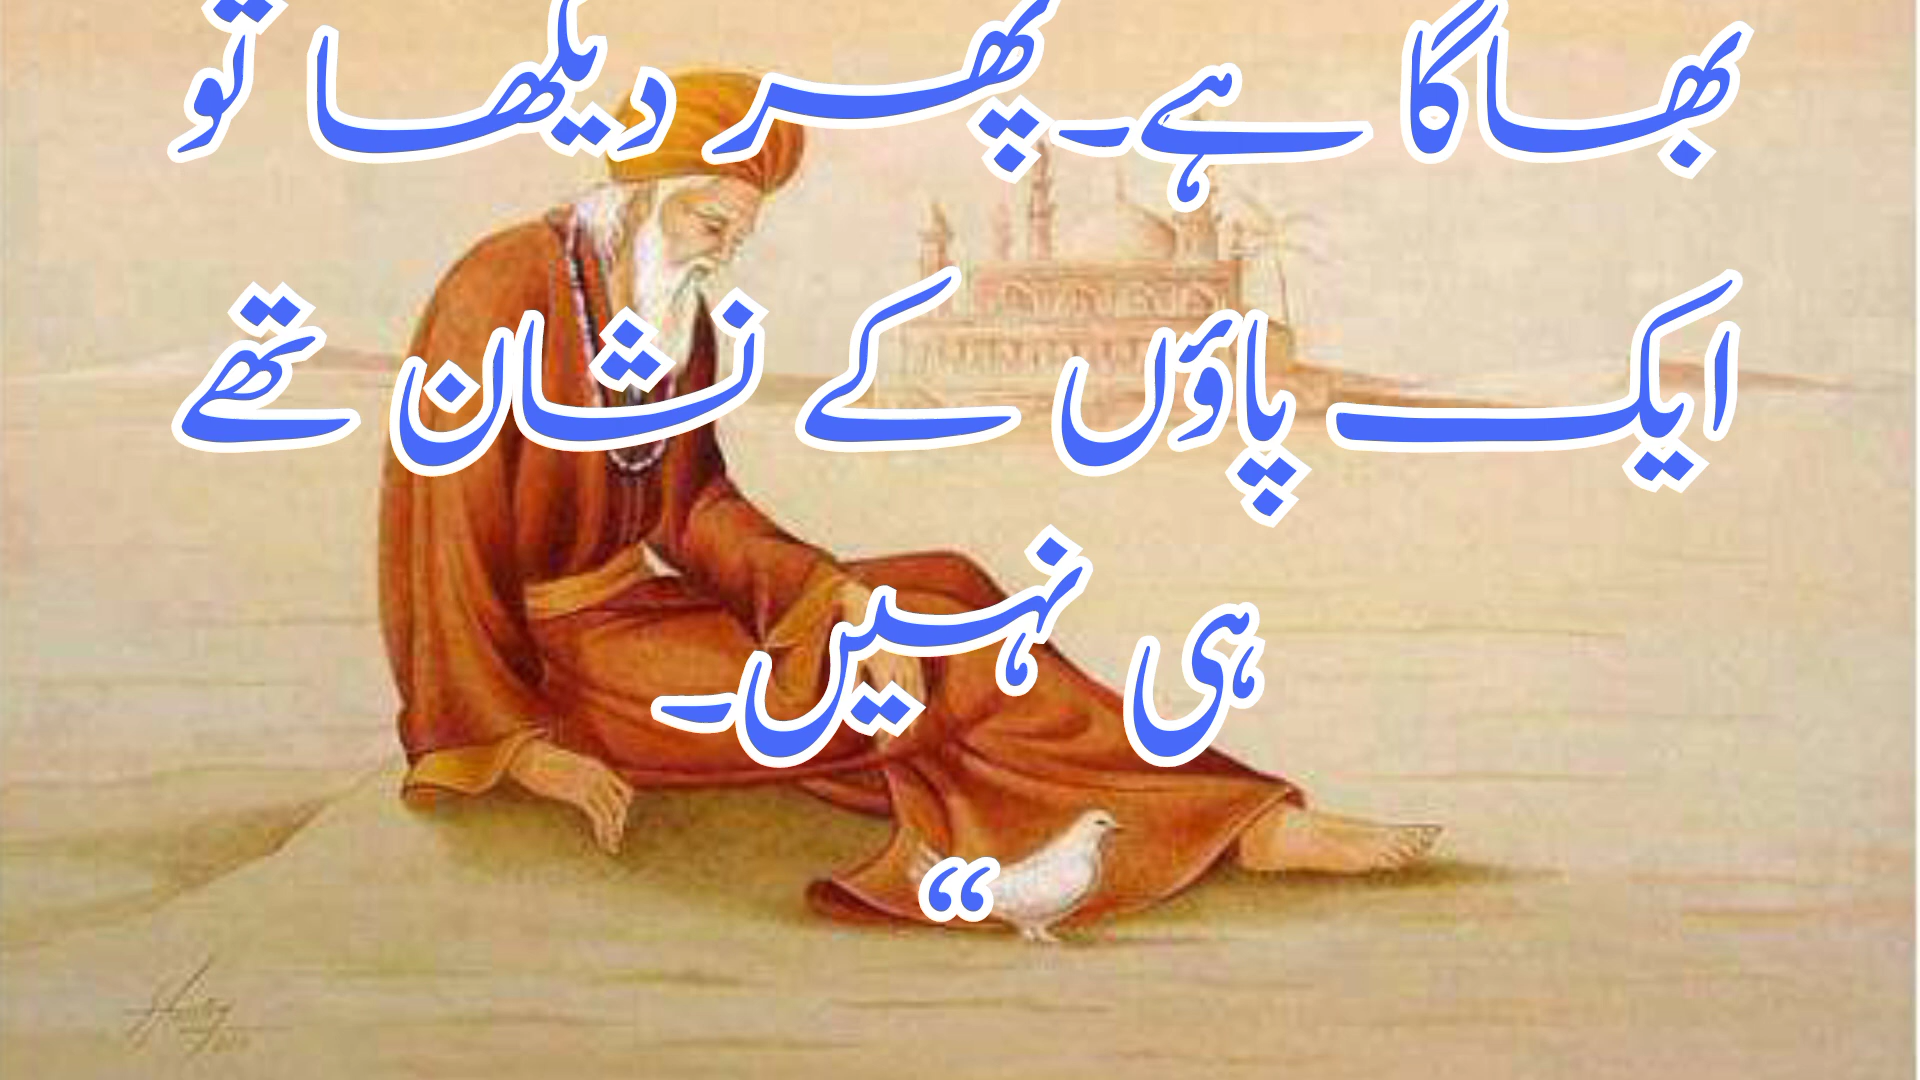 بھاگا ہے۔ پھر دیکھا تو
ایک پاؤں کے نشان تھے
ہی نہیں۔
“